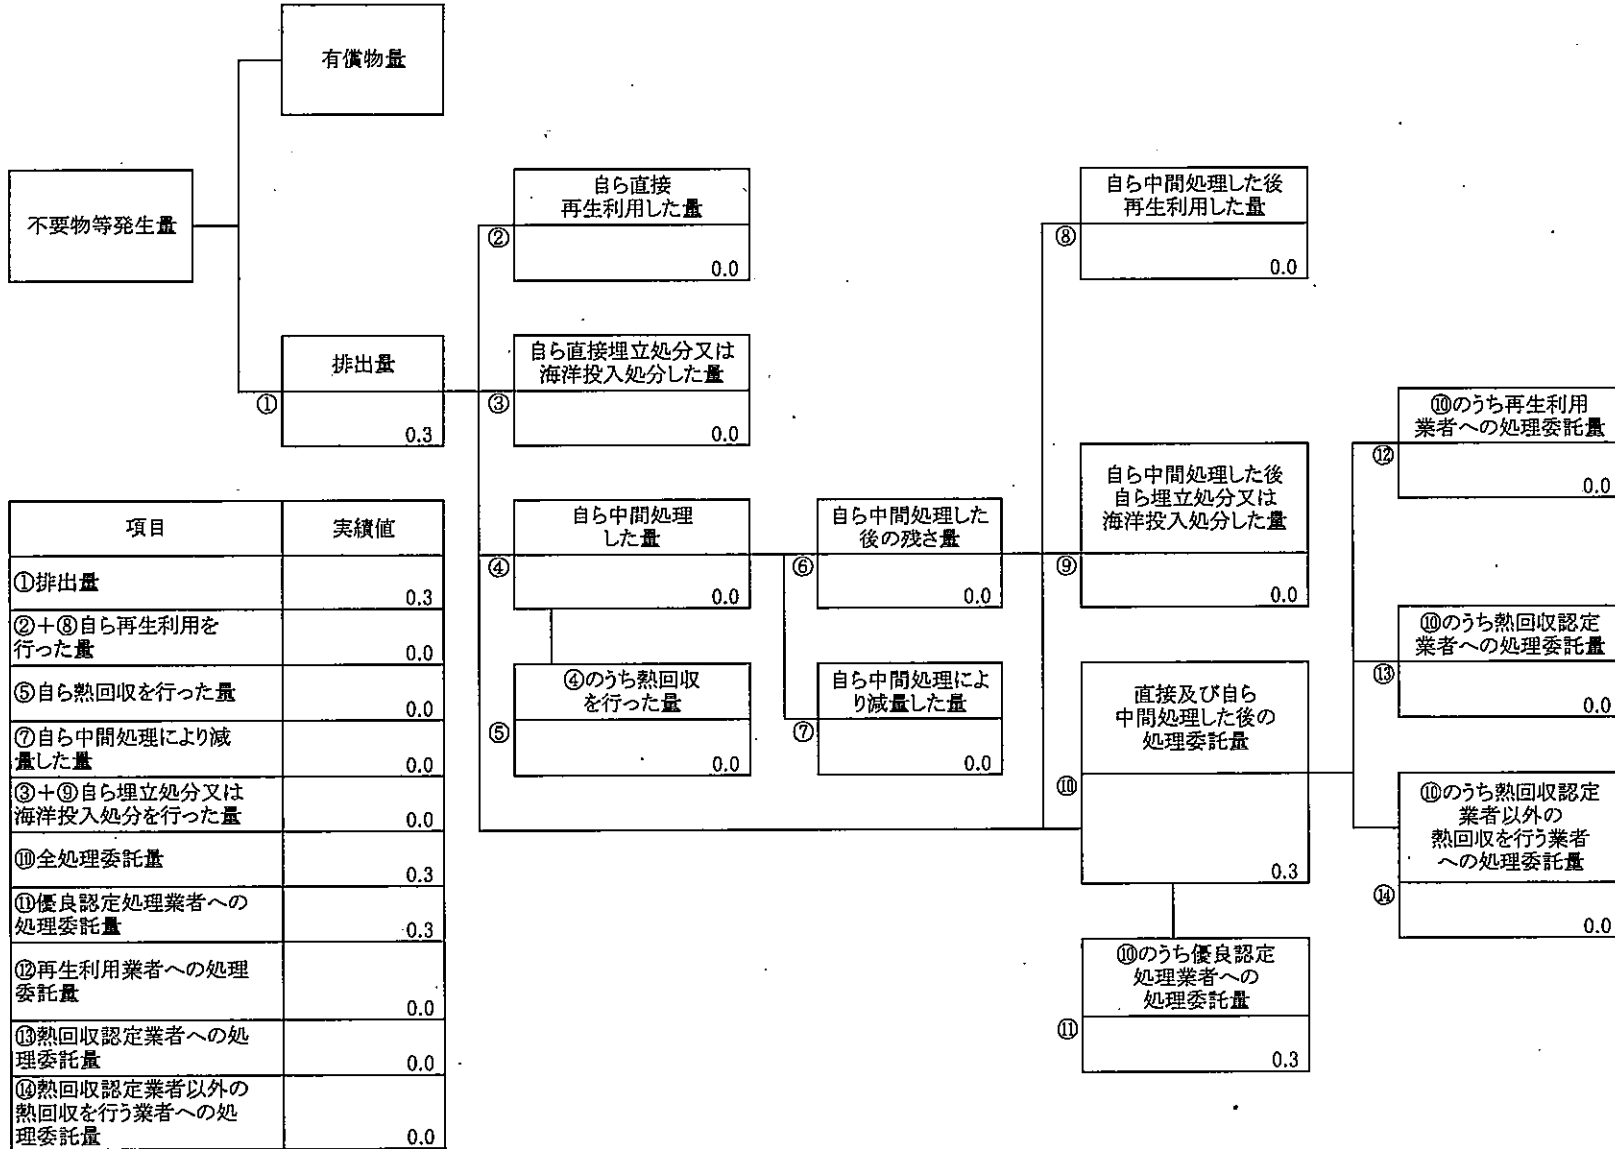 有償物量
不要物等発生量
排出量
①
0.3
自ら直接
再生利用した量
②
0.0
自ら直接埋立処分又は
海洋投入処分した量
③
0.0
自ら中間処理
した量
④
0.0
④のうち熱回収
を行った量
⑤
0.0
自ら中間処理した
後の残さ量
⑥
0.0
自ら中間処理によ
り減量した量
⑦
0.0
自ら中間処理した後
再生利用した量
⑧
0.0
自ら中間処理した後
自ら埋立処分又は
海洋投入処分した量
⑨
0.0
直接及び自ら
中間処理した後の
処理委託量
⑩
0.3
⑩のうち優良認定
処理業者への
処理委託量
⑪
0.3
⑩のうち再生利用
業者への処理委託量
⑫
0.0
⑩のうち熱回収認定
業者への処理委託量
⑬
0.0
⑩のうち熱回収認定
業者以外の
熱回収を行う業者
への処理委託量
⑭
0.0
項目 実績値
①排出量
0.3
②+⑧自ら再生利用を
行った量
0.0
⑤自ら熱回収を行った量
0.0
⑦自ら中間処理により減
量した量
0.0
③+⑨自ら埋立処分又は
海洋投入処分を行った量
0.0
⑩全処理委託量
0.3
⑪優良認定処理業者への
処理委託量
0.3
⑫再生利用業者への処理
委託量
0.0
⑬熱回収認定業者への処
理委託量
0.0
⑭熱回収認定業者以外の
熱回収を行う業者への処
理委託量
0.0